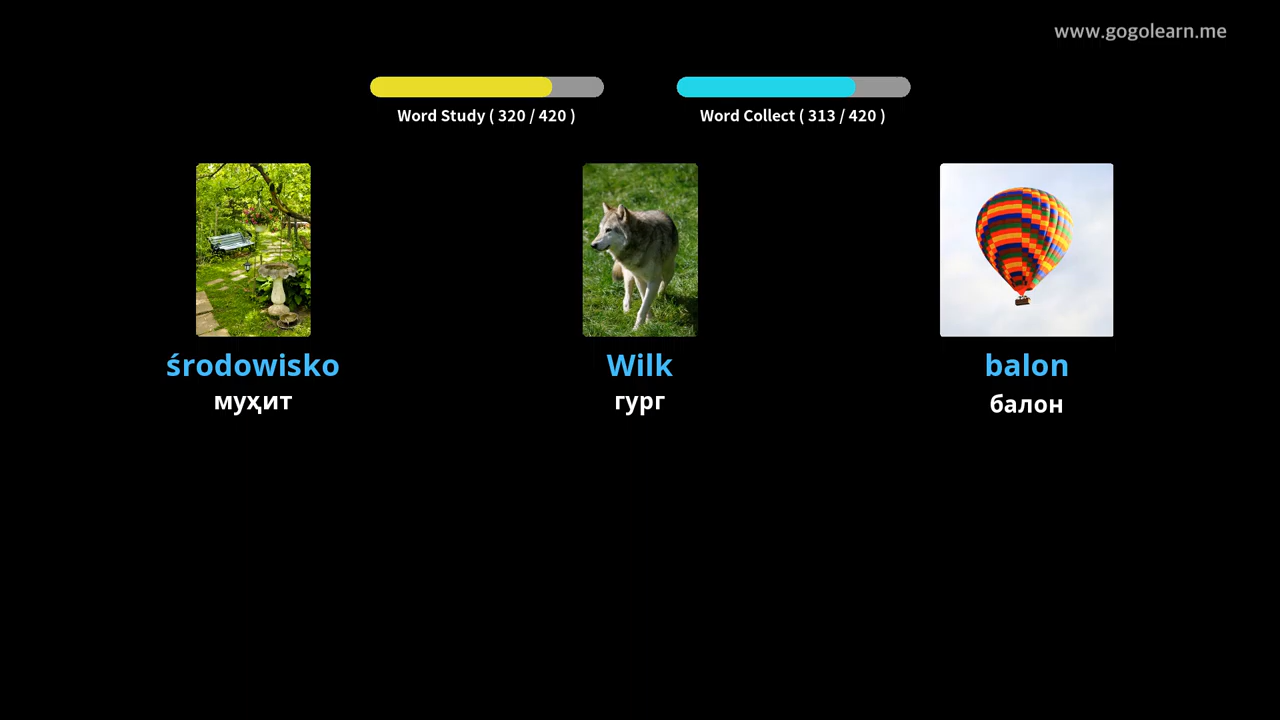 www.gogolearn.me
Word Study ( 320 / 420 )
Word Collect ( 313 / 420 )
środowisko
муҳит
Wilk
гург
balon
балон